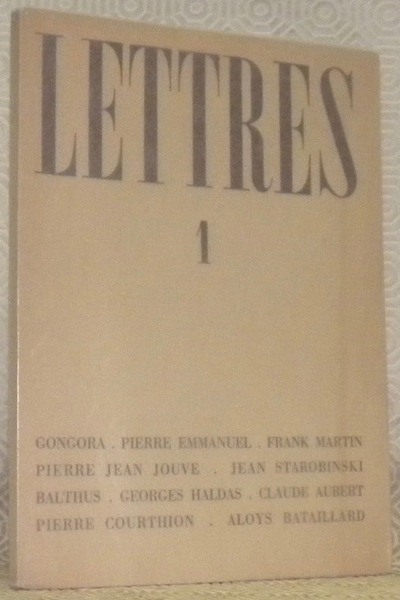 LETTRES
1
GONGORA . PIERRE EMMANUEL . FRANK MARTIN
PIERRE JEAN JOUVE . JEAN STAROBINSKI
BALTHUS . GEORGES HALDAS . CLAUDE AUBERT
PIERRE COURTHION . ALOYS BATAILLARD